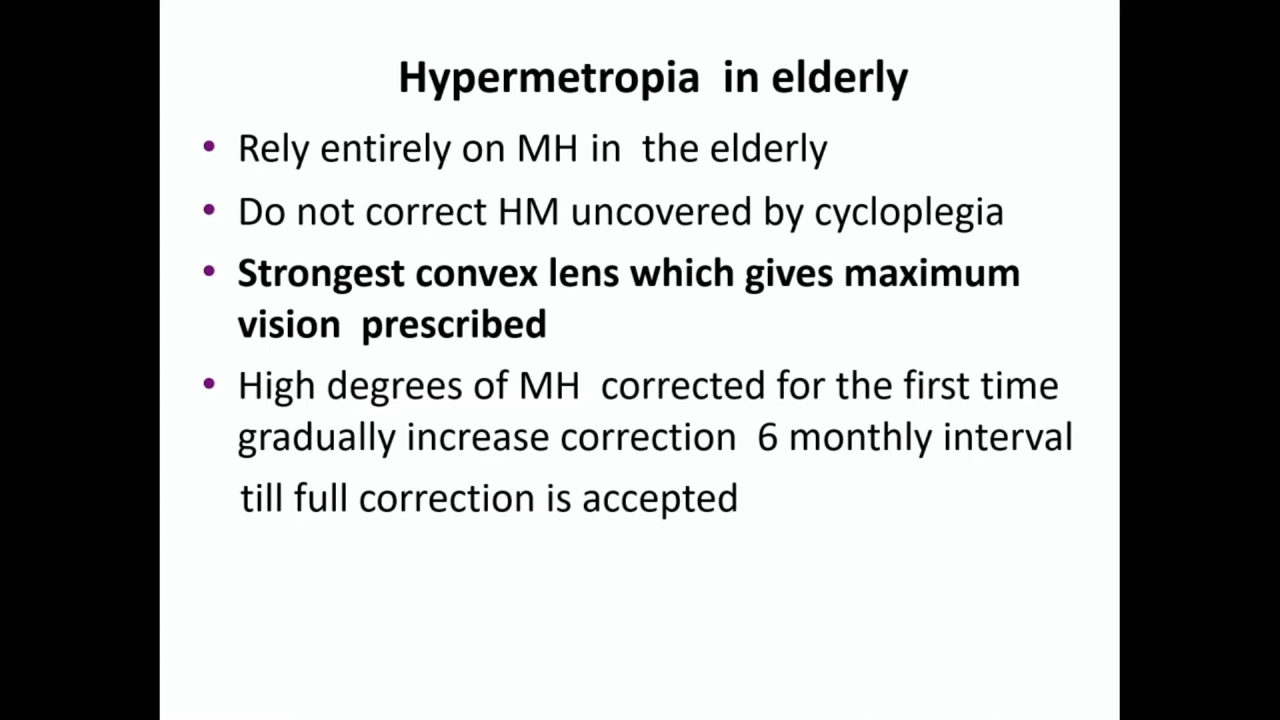 Hypermetropia in elderly
• Rely entirely on MH in the elderly
• Do not correct HM uncovered by cycloplegia
• Strongest convex lens which gives maximum
vision prescribed
• High degrees of MH corrected for the first time
gradually increase correction 6 monthly interval
till full correction is accepted